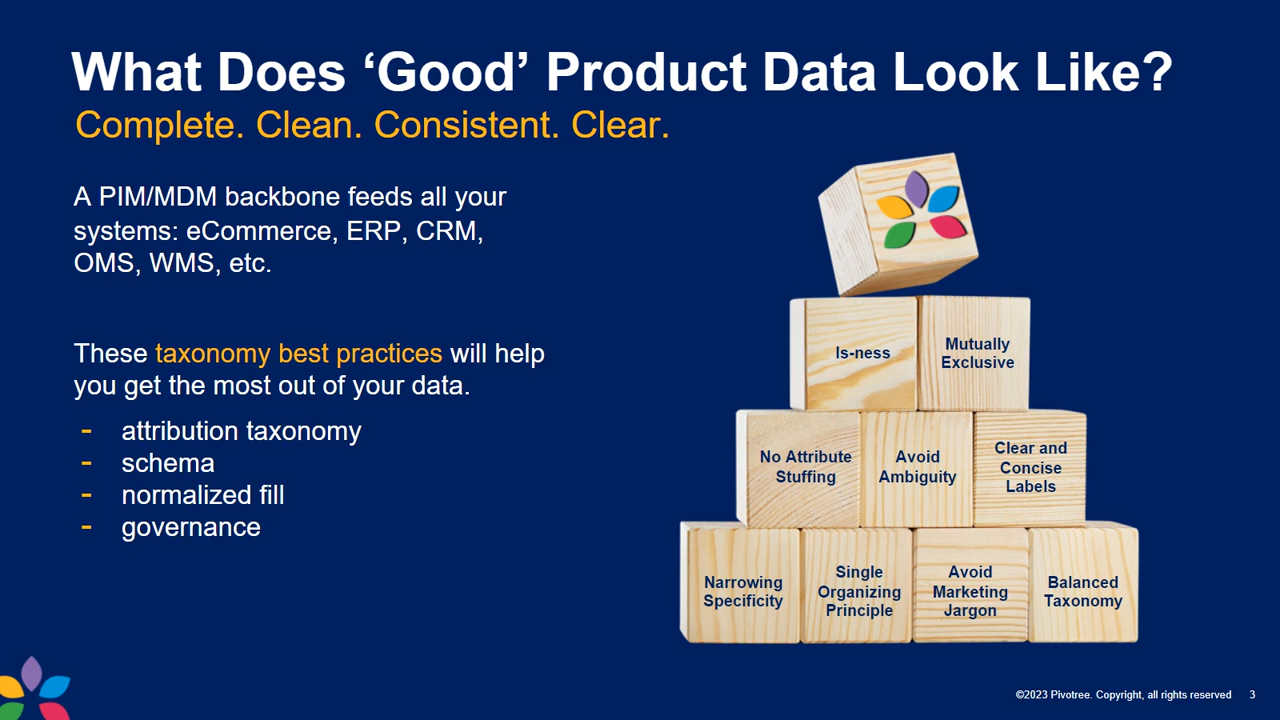 What Does ‘Good’ Product Data Look Like?
Complete. Clean. Consistent. Clear.
A PIM/MDM backbone feeds all your
systems: eCommerce, ERP, CRM,
OMS, WMS, etc.
These taxonomy best practices will help
you get the most out of your data.
- attribution taxonomy
- schema
- normalized fill
- governance
Is-ness
Mutually
Exclusive
No Attribute
Stuffing
Avoid
Ambiguity
Clear and
Concise
Labels
Narrowing
Specificity
Single
Organizing
Principle
Avoid
Marketing
Jargon
Balanced
Taxonomy
©2023 Pivotree. Copyright, all rights reserved 3